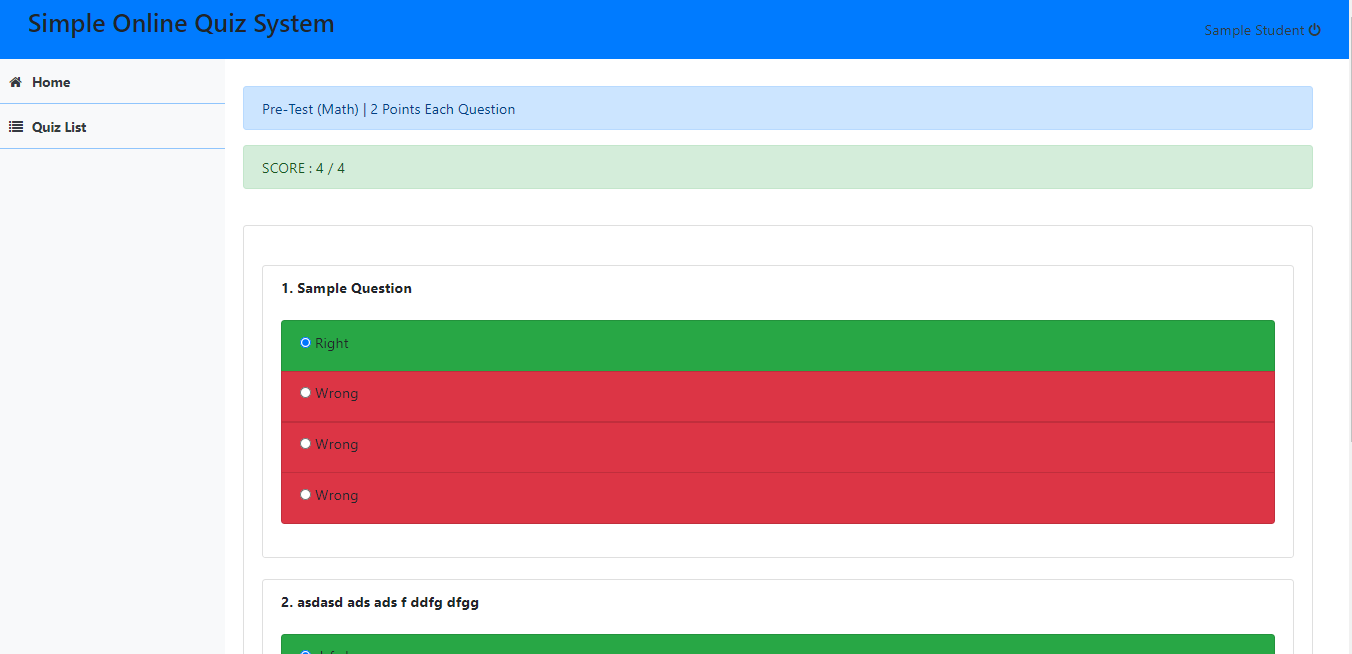 Simple Online Quiz System
Sample Student
Home
Quiz List
Pre-Test (Math) | 2 Points Each Question
SCORE : 4 / 4
1. Sample Question
Right
Wrong
Wrong
Wrong
2. asdasd ads ads f ddfg dfgg